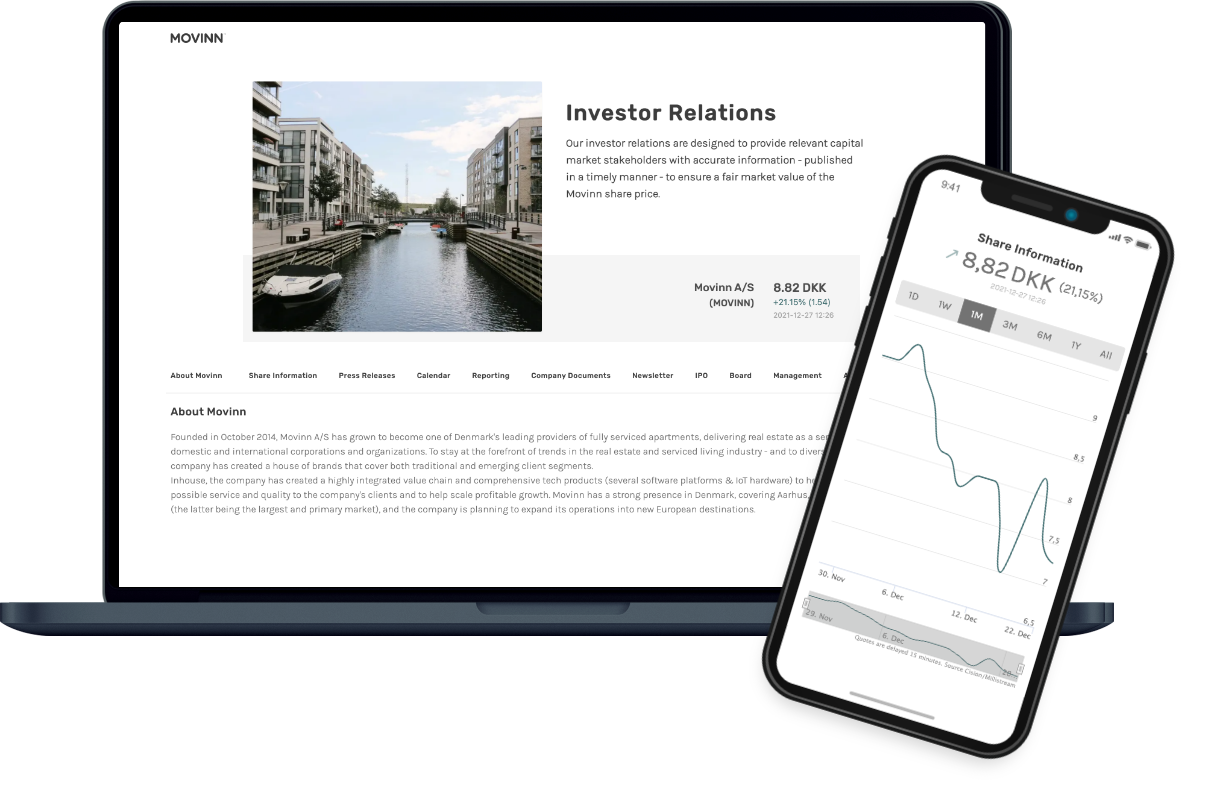 MOVINN
Investor Relations
Our investor relations are designed to provide relevant capital
market stakeholders with accurate information - published
in a timely manner - to ensure a fair market value of the
Movinn share price.
Movinn A/S
(MOVINN)
8.82 DKK
+21.15% (1.54)
2021-12-27 12:26
About Movinn Share Information Press Releases Calendar Reporting Company Documents Newsletter IPO Board Management
About Movinn
Founded in October 2014, Movinn A/S has grown to become one of Denmark's leading providers of fully serviced apartments, delivering real estate as a
domestic and international corporations and organizations. To stay at the forefront of trends in the real estate and serviced living industry - and to
company has created a house of brands that cover both traditional and emerging client segments.
Inhouse, the company has created a highly integrated value chain and comprehensive tech products (several software platforms & IoT hardware) to
possible service and quality to the company's clients and to help scale profitable growth. Movinn has a strong presence in Denmark, covering Aarhus,
(the latter being the largest and primary market), and the company is planning to expand its operations into new European destinations.
9:41
Share Information
8,82 DKK (21,15%)
2021-12-27 12:26
1D 1W 1M 3M 6M 1Y All
9
8,5
8
7,5
7
6,5
30. Nov 6. Dec 12. Dec 22. Dec
29. Nov 6. Dec
Quotes are delayed 15 minutes. Source Cision/Millistream